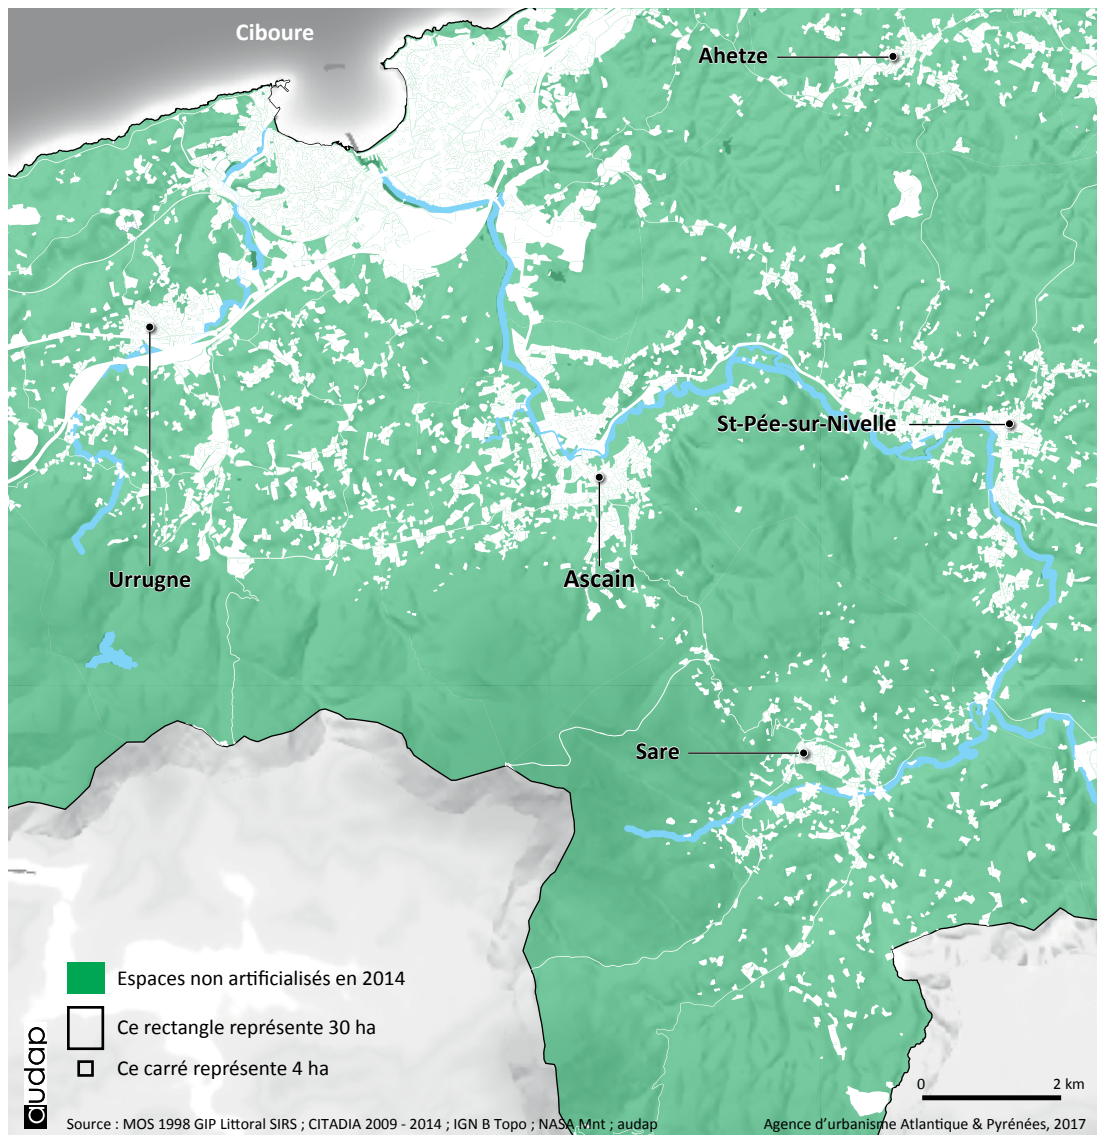 Ciboure
Ahetze
St-Pée-sur-Nivelle
Urrugne
Ascain
Sare
Espaces non artificialisés en 2014
Ce rectangle représente 30 ha
Ce carré représente 4 ha
audap
0 2 km
Source : MOS 1998 GIP Littoral SIRS ; CITADIA 2009 - 2014 ; IGN B Topo ; NASA Mnt ; audap
Agence d'urbanisme Atlantique & Pyrénées, 2017